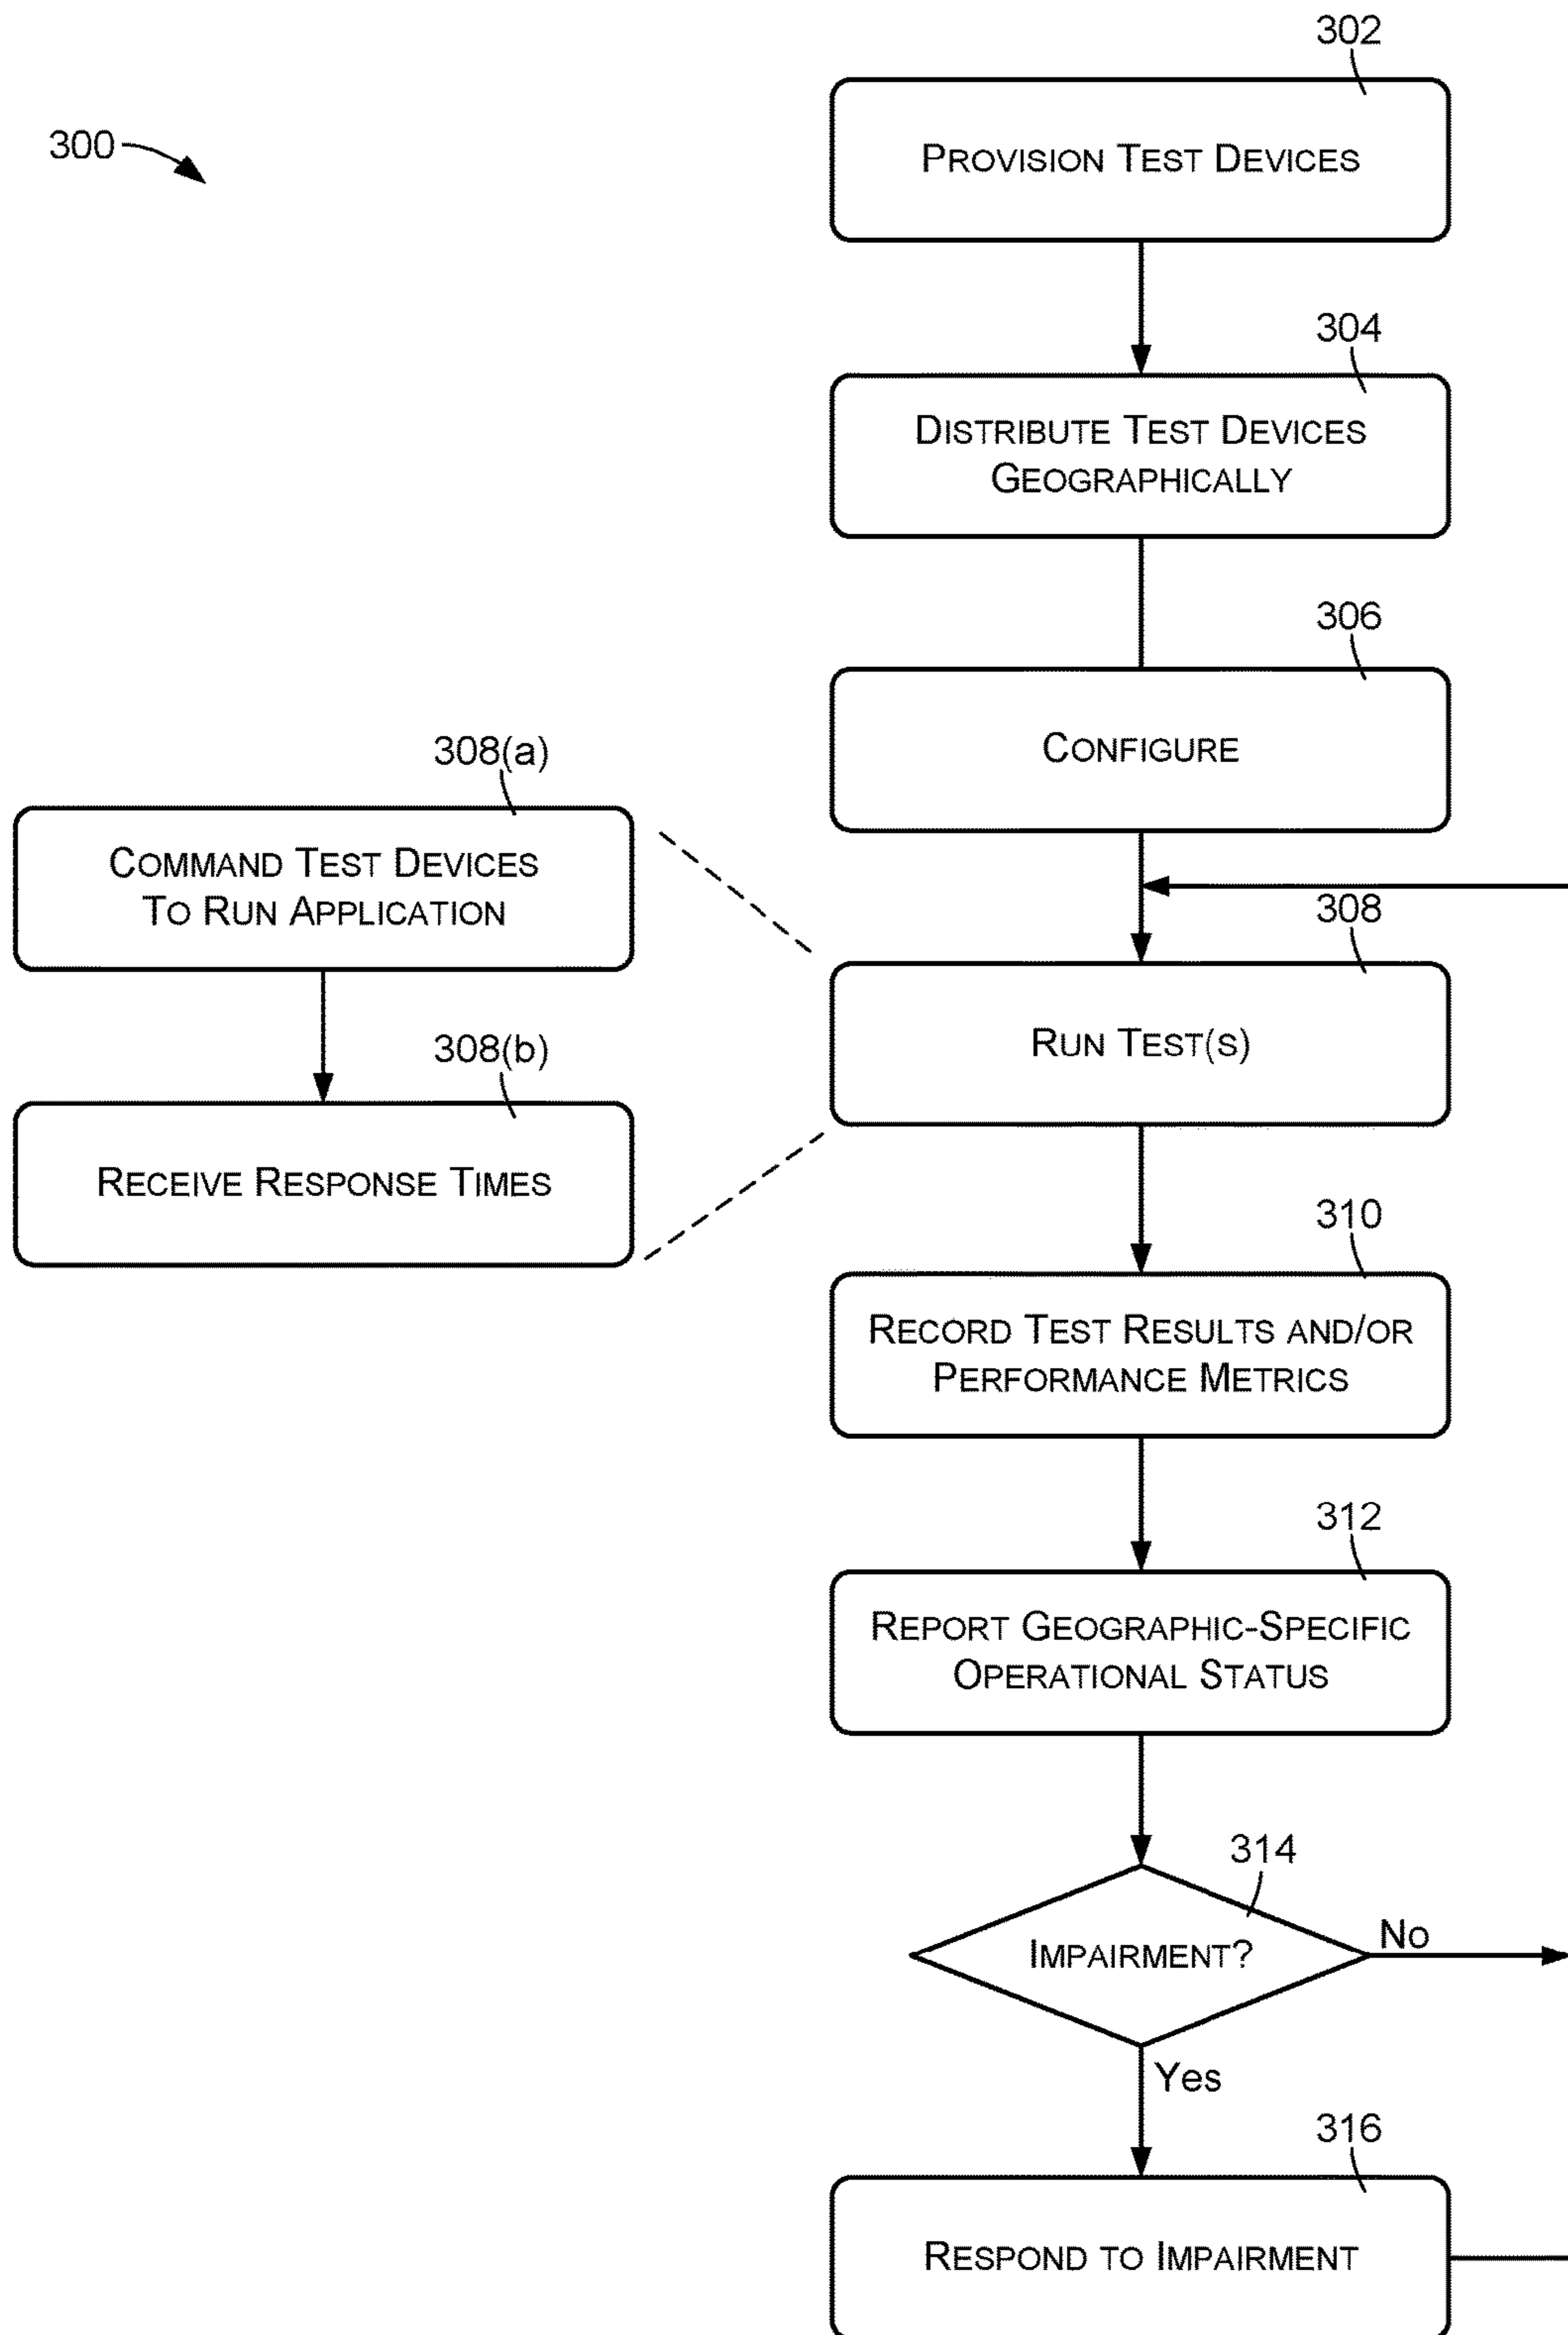 302
300
PROVISION TEST DEVICES
304
DISTRIBUTE TEST DEVICES
GEOGRAPHICALLY
306
CONFIGURE
308(a)
COMMAND TEST DEVICES
TO RUN APPLICATION
308
308(b)
RUN TEST(S)
RECEIVE RESPONSE TIMES
310
RECORD TEST RESULTS AND/OR
PERFORMANCE METRICS
312
REPORT GEOGRAPHIC-SPECIFIC
OPERATIONAL STATUS
314
IMPAIRMENT?
No
Yes
316
RESPOND TO IMPAIRMENT